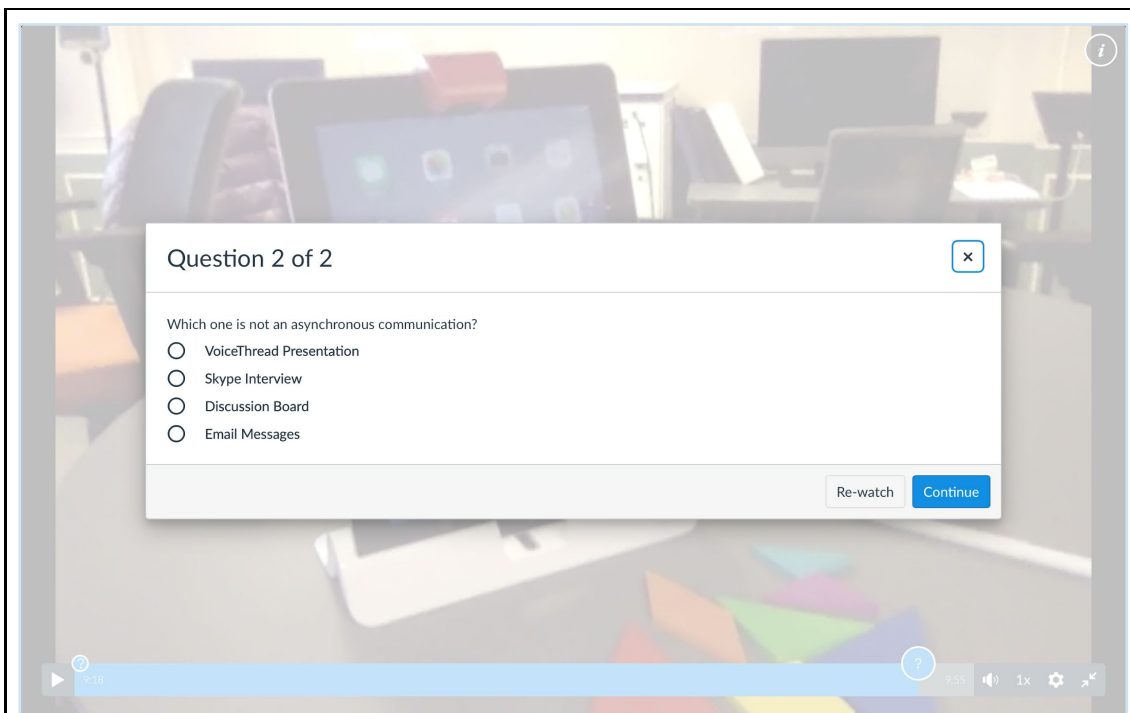 i
Question 2 of 2
×
Which one is not an asynchronous communication?
VoiceThread Presentation
Skype Interview
Discussion Board
Email Messages
Re-watch
Continue
?
?
9:18
9:55
1x